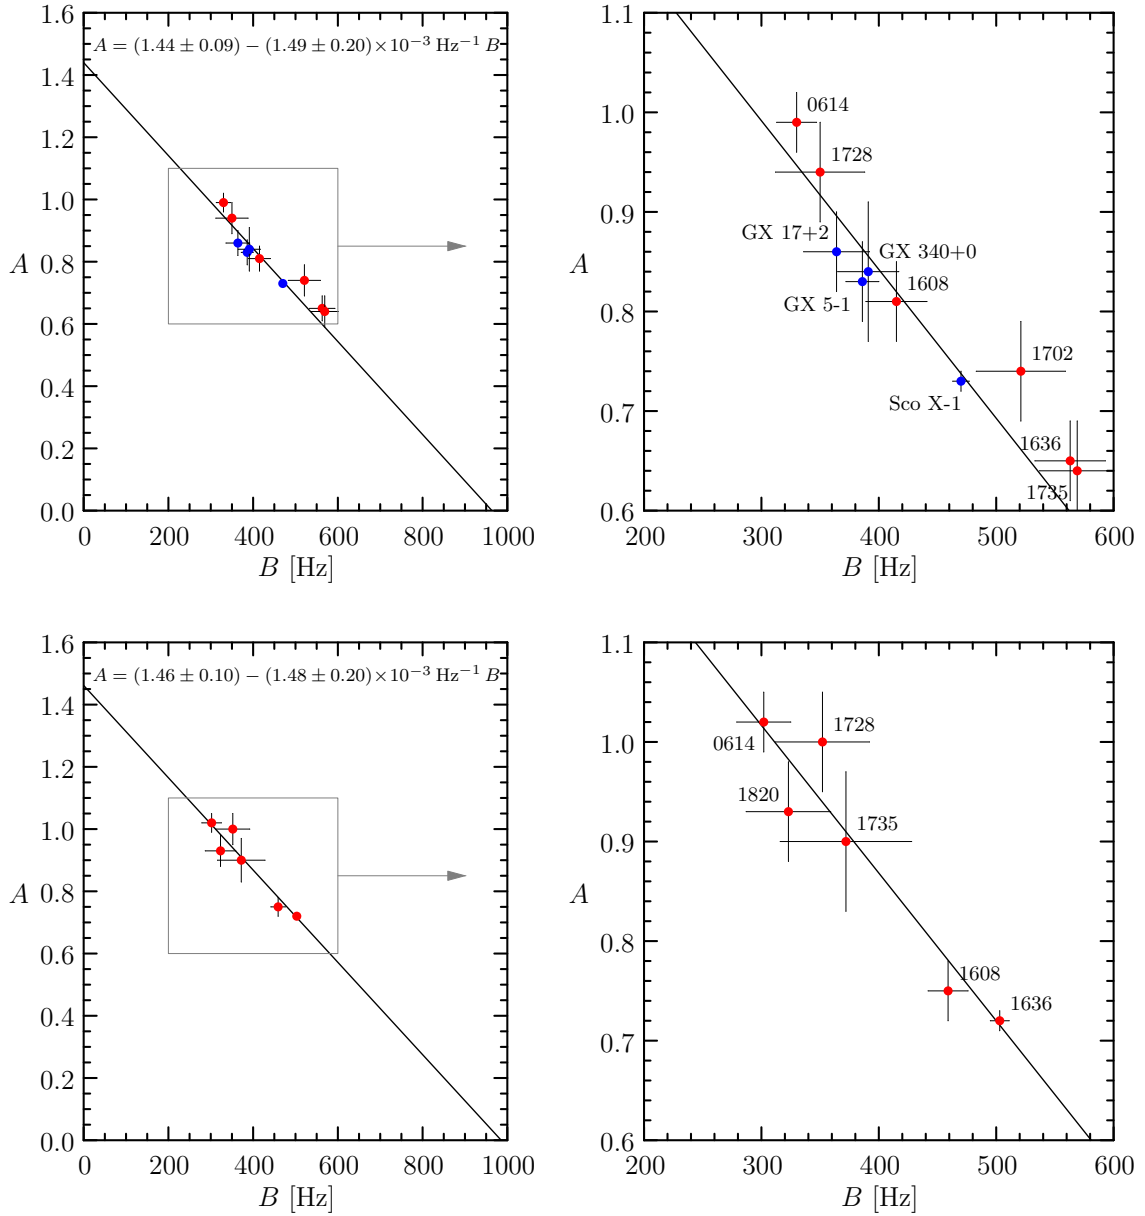 A = (1.44 ± 0.09) − (1.49 ± 0.20)×10⁻³ Hz⁻¹ B
1.6
1.4
1.2
1.0
0.8
0.6
0.4
0.2
0.0
A
0 200 400 600 800 1000
B [Hz]
1.1
1.0
0.9
0.8
0.7
0.6
A
0614
1728
GX 17+2
GX 340+0
GX 5-1
1608
1702
Sco X-1
1636
1735
200 300 400 500 600
B [Hz]
A = (1.46 ± 0.10) − (1.48 ± 0.20)×10⁻³ Hz⁻¹ B
1.6
1.4
1.2
1.0
0.8
0.6
0.4
0.2
0.0
A
0 200 400 600 800 1000
B [Hz]
1.1
1.0
0.9
0.8
0.7
0.6
A
0614
1728
1820
1735
1608
1636
200 300 400 500 600
B [Hz]